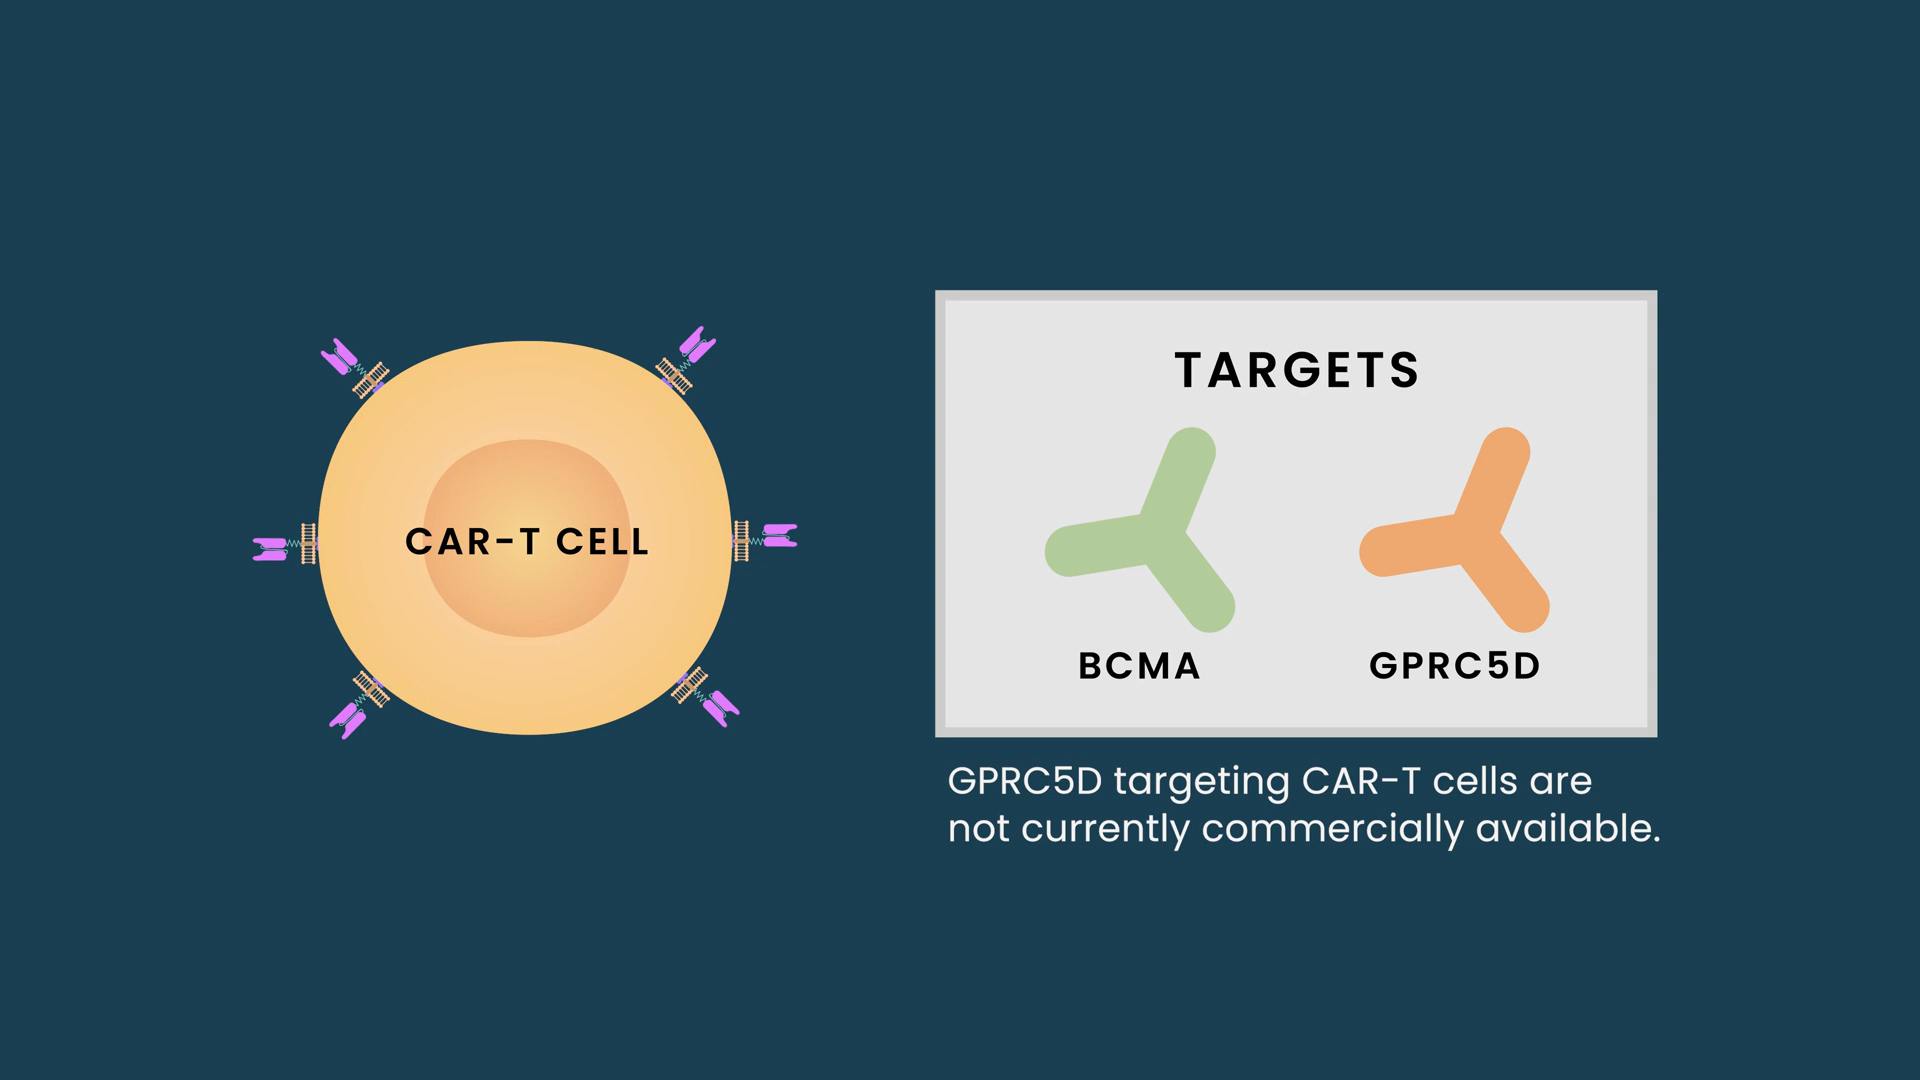 CAR-T CELL
TARGETS
BCMA
GPRC5D
GPRC5D targeting CAR-T cells are
not currently commercially available.